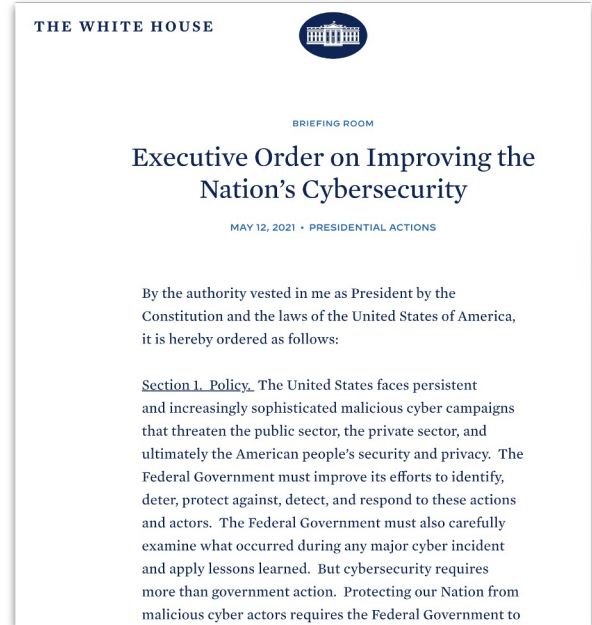 THE WHITE HOUSE
BRIEFING ROOM
Executive Order on Improving the
Nation’s Cybersecurity
MAY 12, 2021 • PRESIDENTIAL ACTIONS
By the authority vested in me as President by the
Constitution and the laws of the United States of America,
it is hereby ordered as follows:
Section 1. Policy. The United States faces persistent
and increasingly sophisticated malicious cyber campaigns
that threaten the public sector, the private sector, and
ultimately the American people’s security and privacy. The
Federal Government must improve its efforts to identify,
deter, protect against, detect, and respond to these actions
and actors. The Federal Government must also carefully
examine what occurred during any major cyber incident
and apply lessons learned. But cybersecurity requires
more than government action. Protecting our Nation from
malicious cyber actors requires the Federal Government to